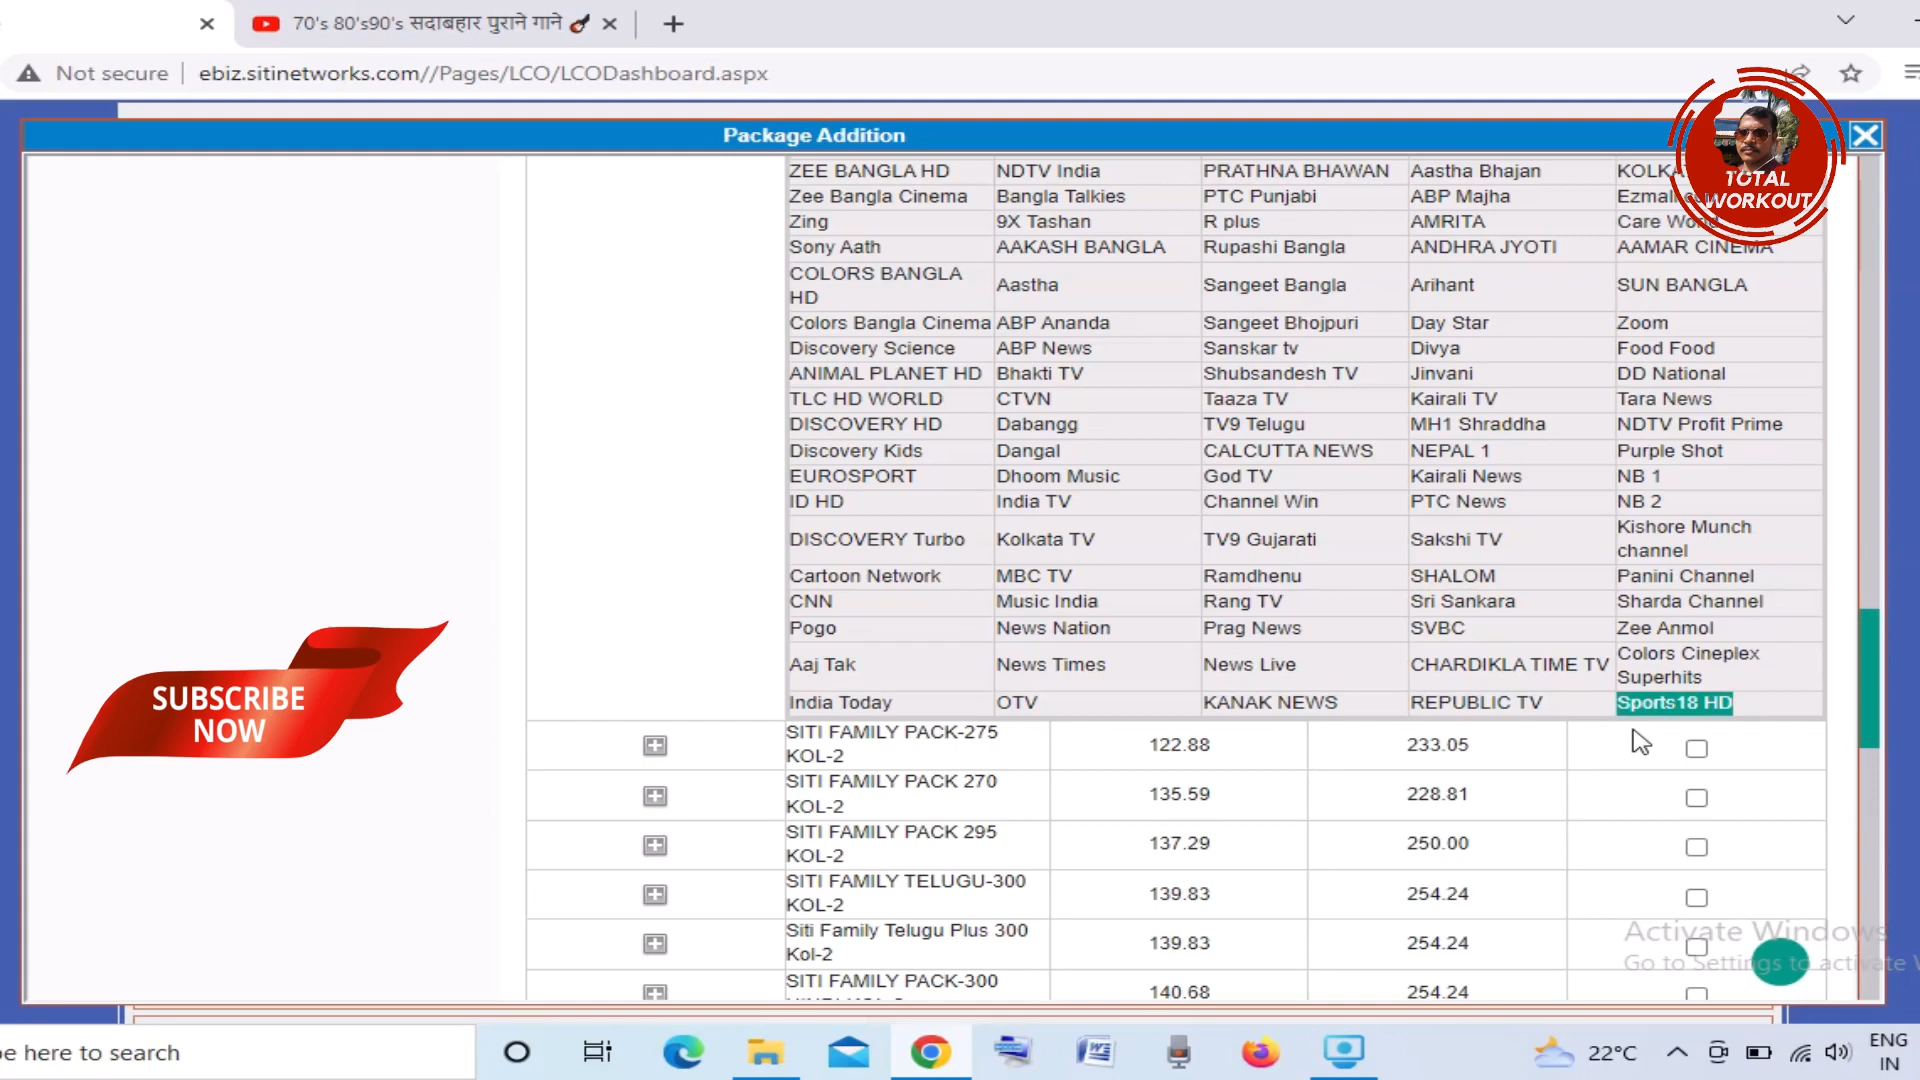 70's 80's90's सदाबहार पुराने गाने
Not secure
ebiz.sitinetworks.com//Pages/LCO/LCODashboard.aspx
Package Addition
TOTAL
WORKOUT
ZEE BANGLA HD NDTV India PRATHNA BHAWAN Aastha Bhajan
Zee Bangla Cinema Bangla Talkies PTC Punjabi ABP Majha
Zing 9X Tashan R plus AMRITA Care
Sony Aath AAKASH BANGLA Rupashi Bangla ANDHRA JYOTI AAMAR CINEMA
COLORS BANGLA
HD Aastha Sangeet Bangla Arihant SUN BANGLA
Colors Bangla Cinema ABP Ananda Sangeet Bhojpuri Day Star Zoom
Discovery Science ABP News Sanskar tv Divya Food Food
ANIMAL PLANET HD Bhakti TV Shubsandesh TV Jinvani DD National
TLC HD WORLD CTVN Taaza TV Kairali TV Tara News
DISCOVERY HD Dabangg TV9 Telugu MH1 Shraddha NDTV Profit Prime
Discovery Kids Dangal CALCUTTA NEWS NEPAL 1 Purple Shot
EUROSPORT Dhoom Music God TV Kairali News NB 1
ID HD India TV Channel Win PTC News NB 2
DISCOVERY Turbo Kolkata TV TV9 Gujarati Sakshi TV Kishore Munch
channel
Cartoon Network MBC TV Ramdhenu SHALOM Panini Channel
CNN Music India Rang TV Sri Sankara Sharda Channel
Pogo News Nation Prag News SVBC Zee Anmol
Aaj Tak News Times News Live CHARDIKLA TIME TV Colors Cineplex
Superhits
India Today OTV KANAK NEWS REPUBLIC TV Sports18 HD
SITI FAMILY PACK-275
KOL-2 122.88 233.05
SITI FAMILY PACK 270
KOL-2 135.59 228.81
SITI FAMILY PACK 295
KOL-2 137.29 250.00
SITI FAMILY TELUGU-300
KOL-2 139.83 254.24
Siti Family Telugu Plus 300
Kol-2 139.83 254.24
SITI FAMILY PACK-300
140.68 254.24
SUBSCRIBE
NOW
Activate Windows
Go to Settings to activate
here to search
22°C
ENG
IN